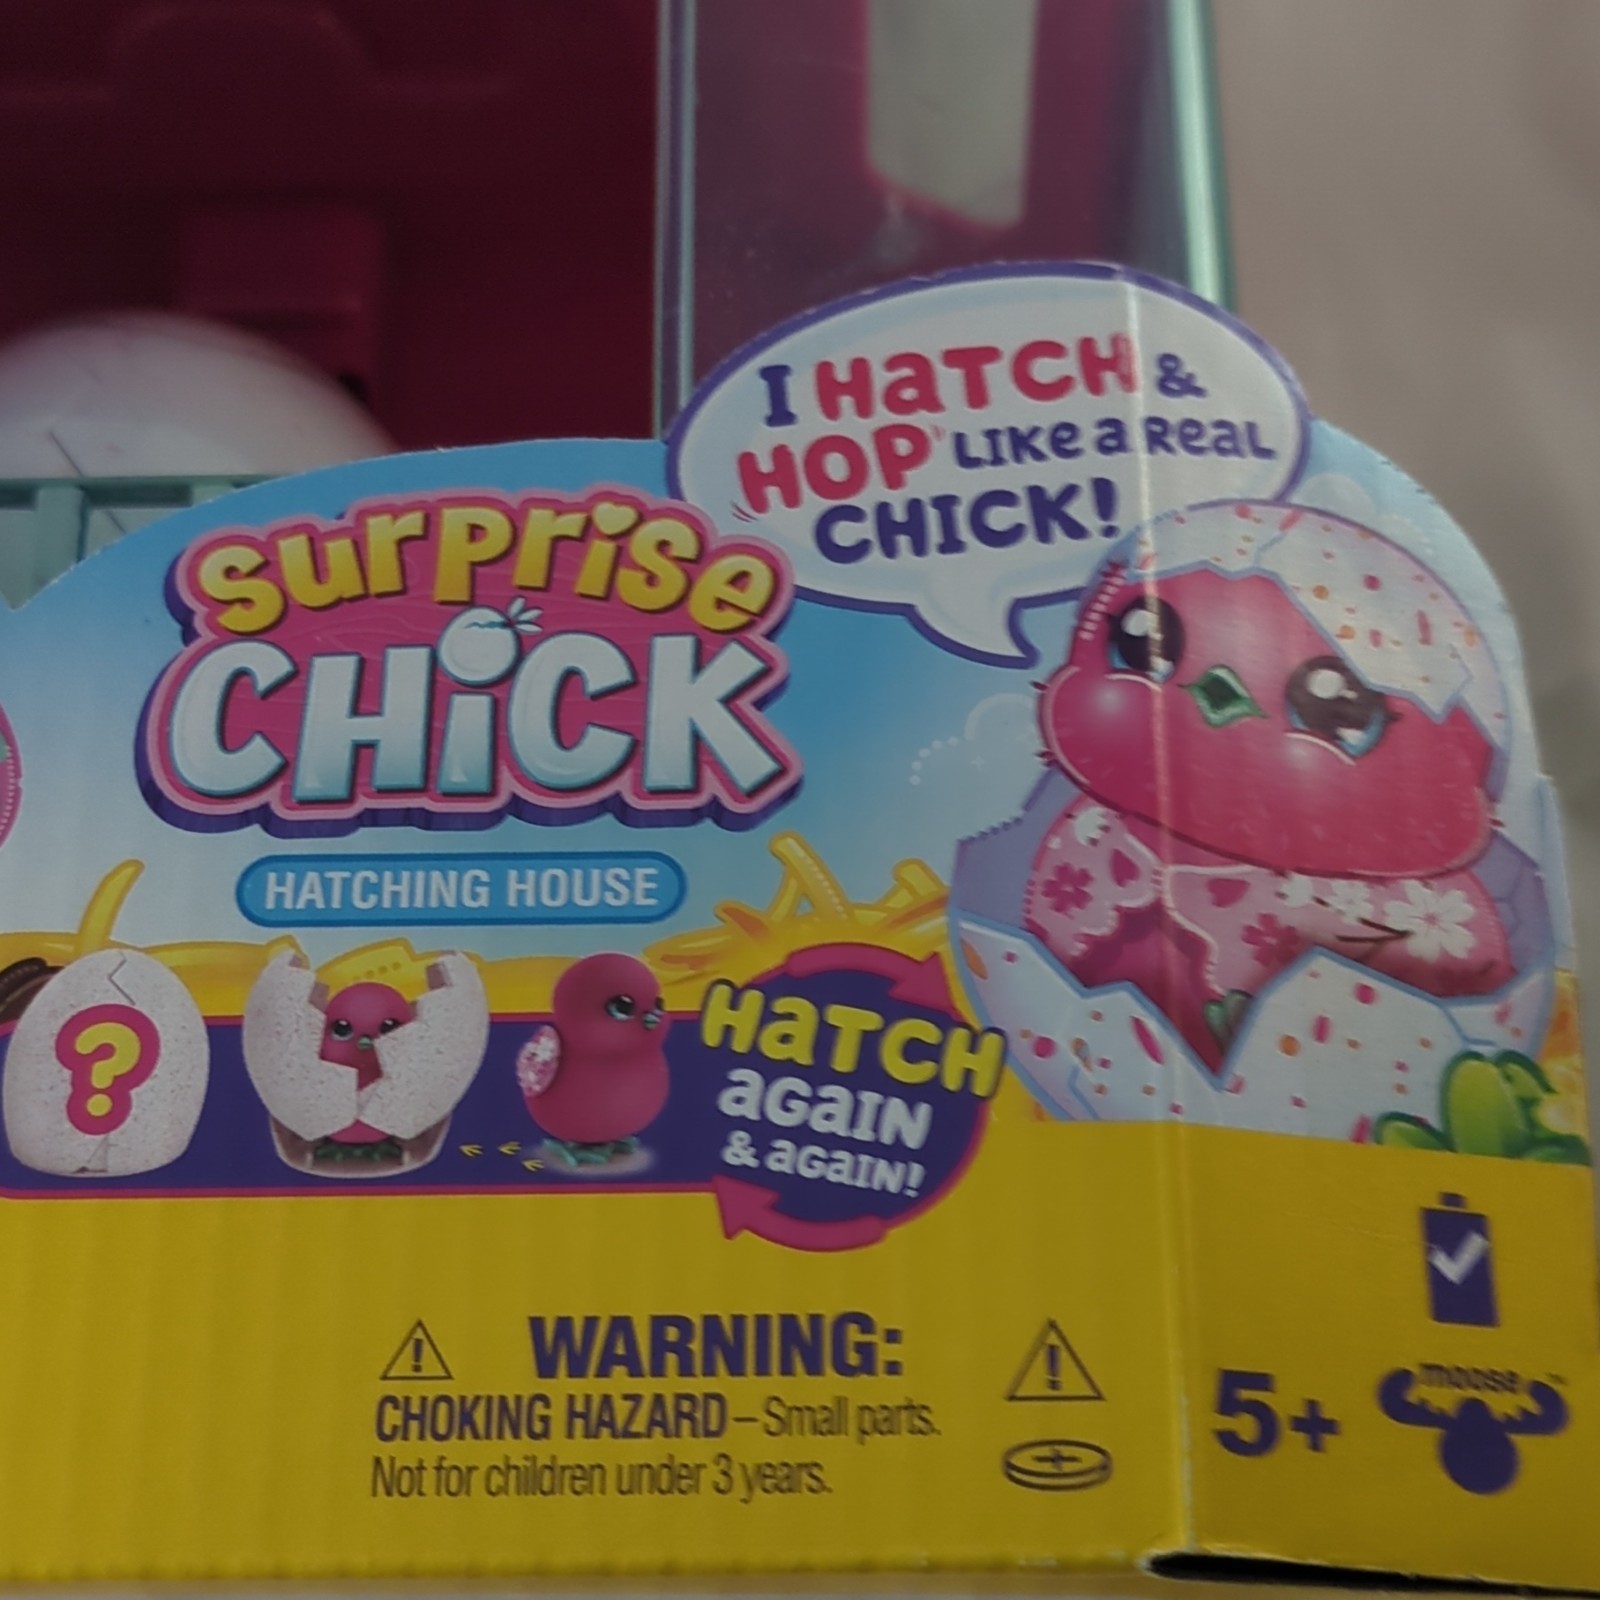 I HaTCH &
HOP LIKe a Real
CHICK!
Surprise
CHiCK
HATCHING HOUSE
?
HaTCH
aGaIN
& aGaIN!
WARNING:
CHOKING HAZARD – Small parts.
Not for children under 3 years.
5+
moose™